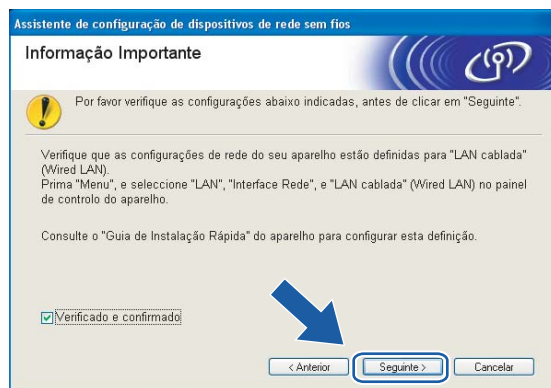 Assistente de configuração de dispositivos de rede sem fios
Informação Importante
Por favor verifique as configurações abaixo indicadas, antes de clicar em "Seguinte".
Verifique que as configurações de rede do seu aparelho estão definidas para "LAN cablada"
(Wired LAN).
Prima "Menu", e seleccione "LAN", "Interface Rede", e "LAN cablada" (Wired LAN) no painel
de controlo do aparelho.
Consulte o "Guia de Instalação Rápida" do aparelho para configurar esta definição.
Verificado e confirmado
< Anterior
Seguinte >
Cancelar